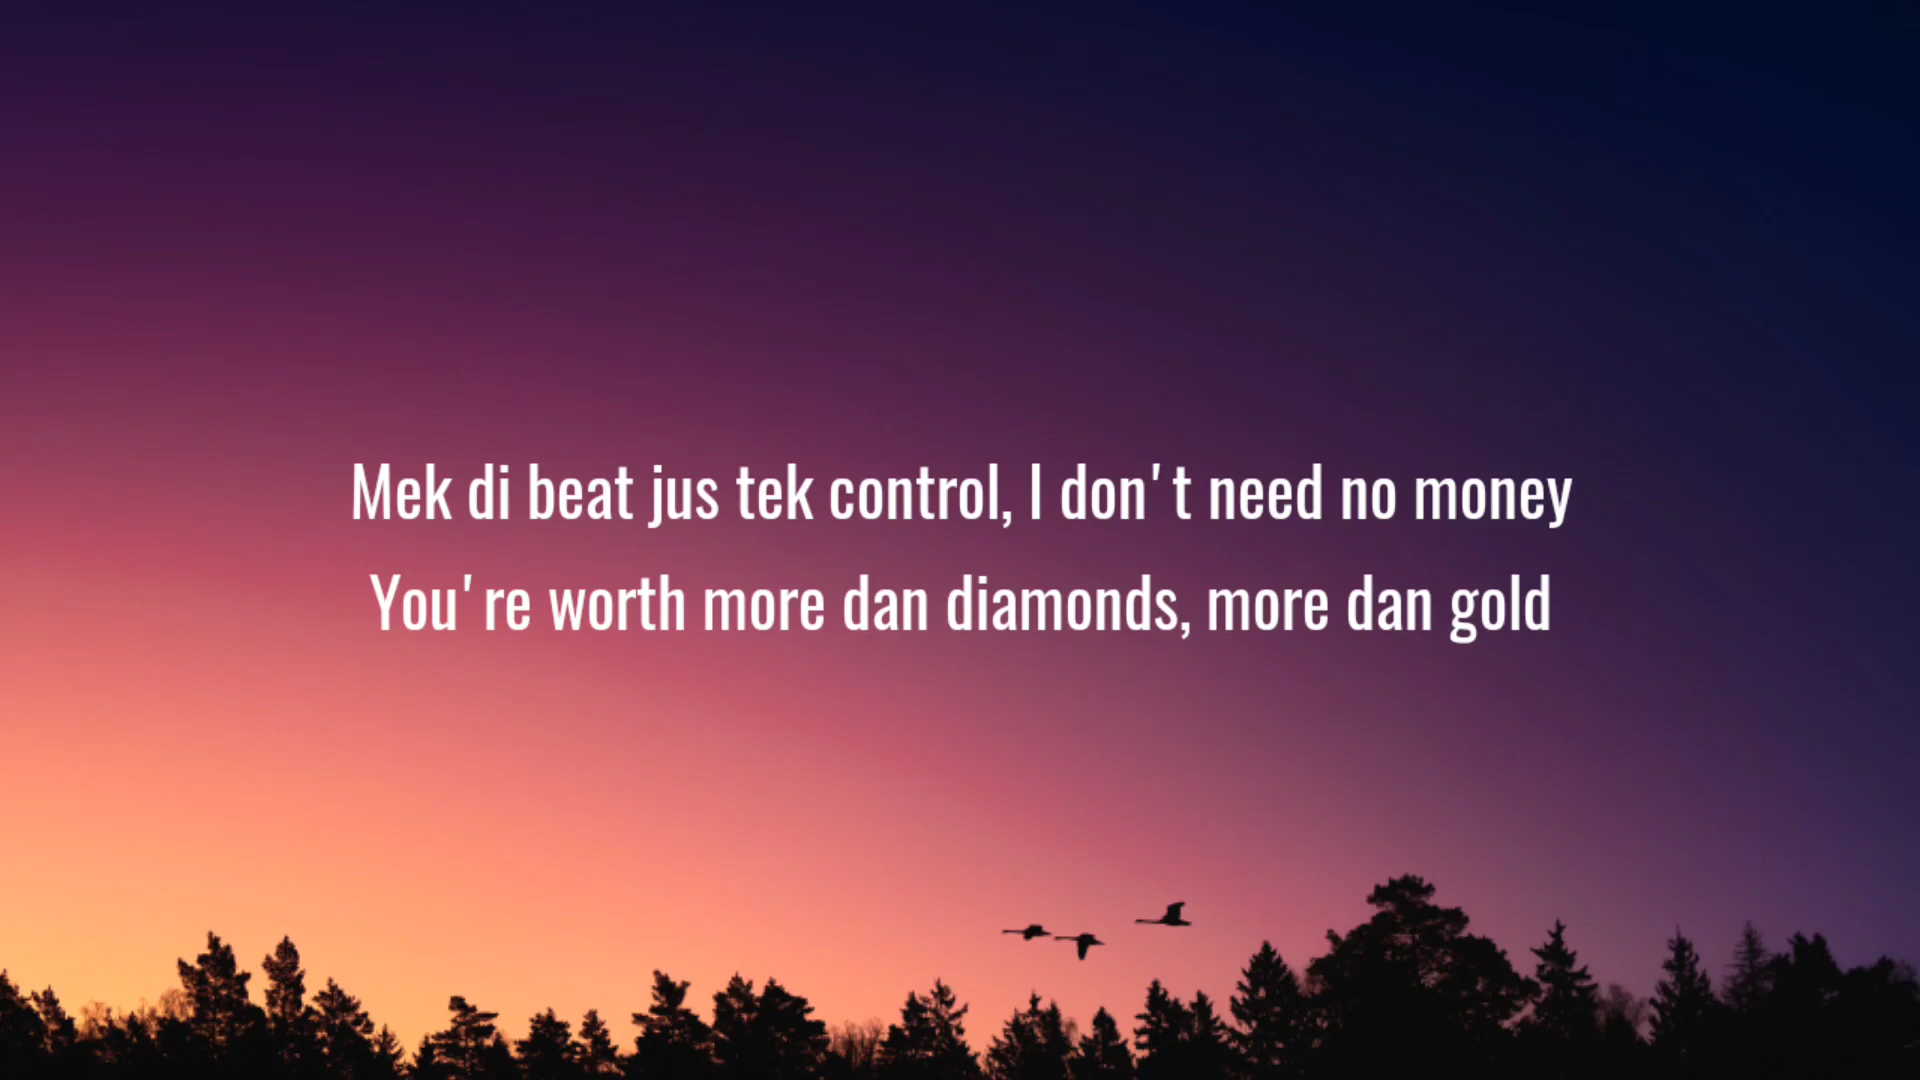 Mek di beat jus tek control, I don't need no money
You're worth more dan diamonds, more dan gold